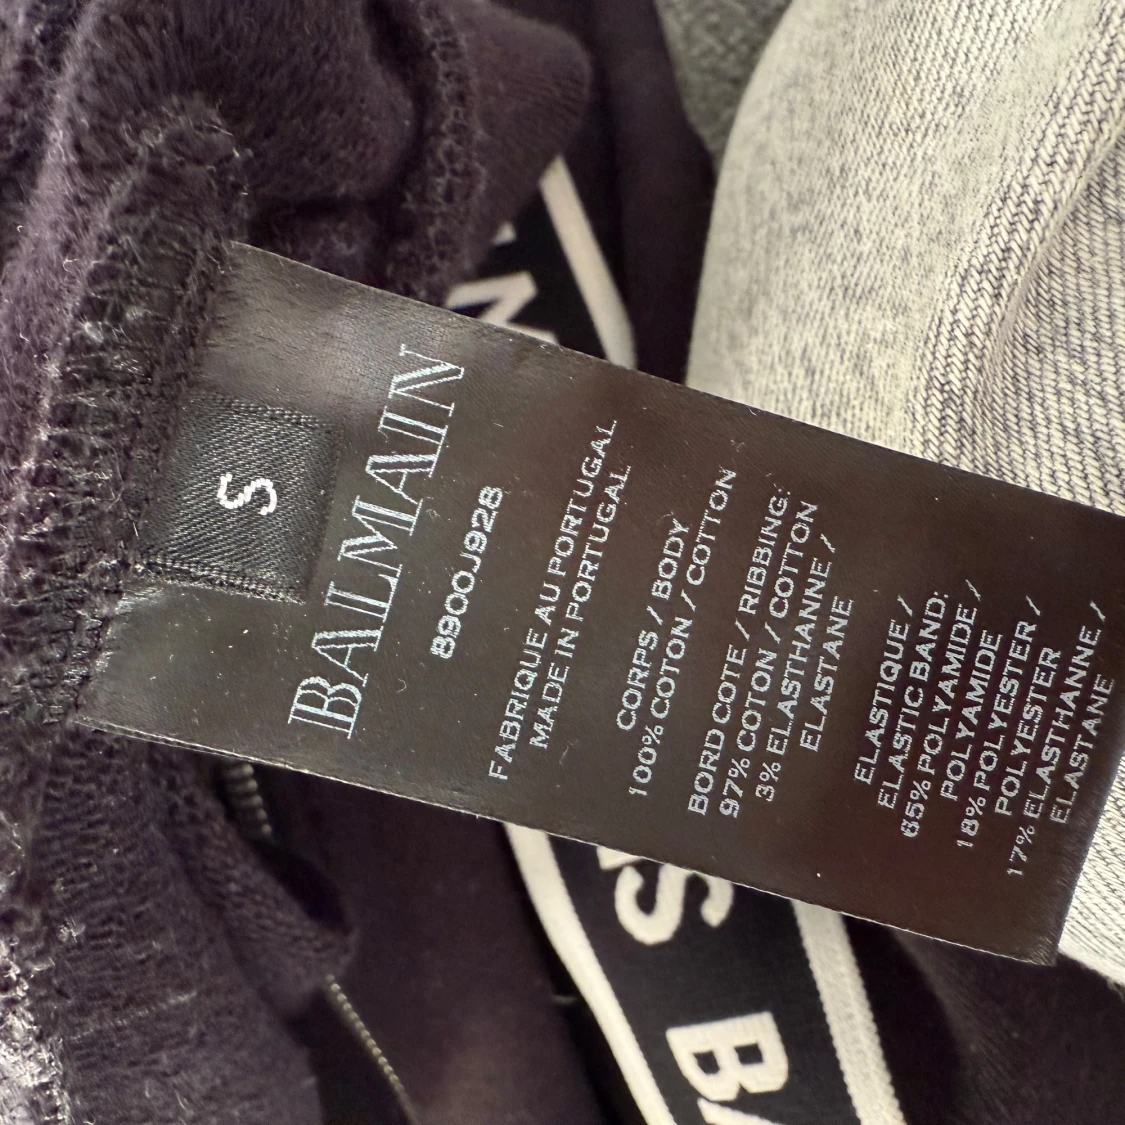 S
BALMAIN
8900J928
FABRIQUE AU PORTUGAL
MADE IN PORTUGAL
CORPS / BODY
100% COTON / COTTON
BORD COTE / RIBBING:
97% COTON / COTTON
3% ELASTHANNE /
ELASTANE
ELASTIQUE /
ELASTIC BAND:
65% POLYAMIDE /
POLYAMIDE
18% POLYESTER /
POLYESTER
17% ELASTHANNE /
ELASTANE
S BA